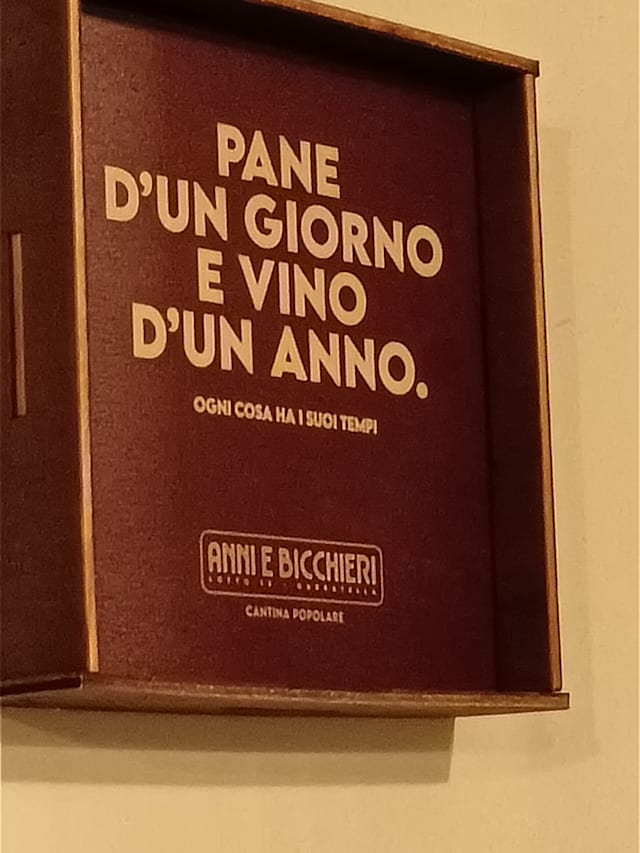 PANE
D'UN GIORNO
E VINO
D'UN ANNO.
OGNI COSA HA I SUOI TEMPI
ANNI E BICCHIERI
CANTINA POPOLARE